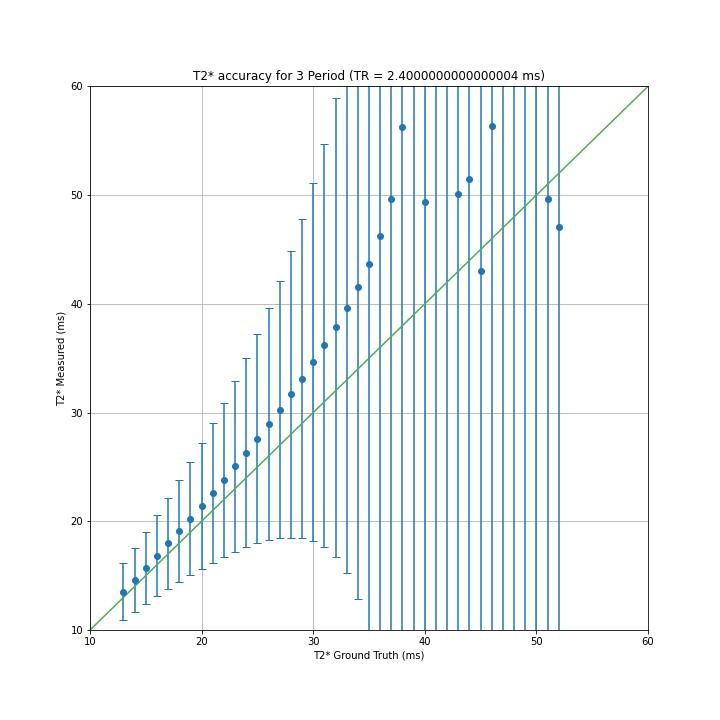 T2* accuracy for 3 Period (TR = 2.4000000000000004 ms)
60
50
40
30
20
10
T2* Measured (ms)
10 20 30 40 50 60
T2* Ground Truth (ms)